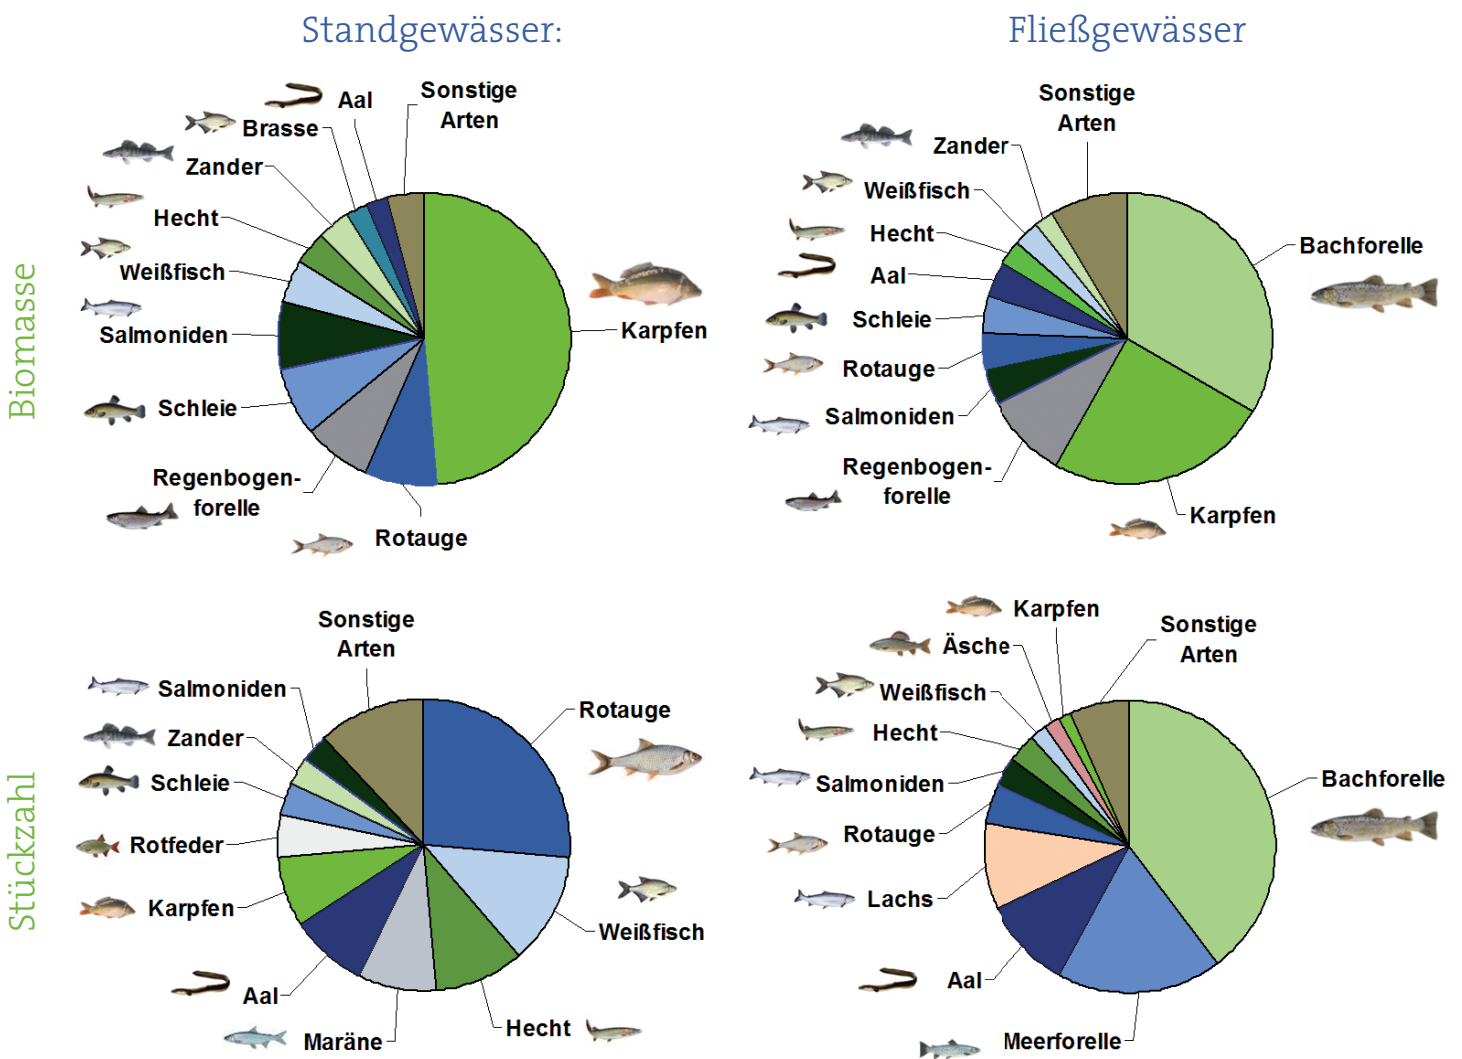 Standgewässer:
Fließgewässer
Biomasse
Aal
Sonstige
Arten
Brasse
Zander
Hecht
Weißfisch
Salmoniden
Schleie
Regenbogen-
forelle
Rotauge
Karpfen
Sonstige
Arten
Zander
Weißfisch
Hecht
Aal
Schleie
Rotauge
Salmoniden
Regenbogen-
forelle
Karpfen
Bachforelle
Stückzahl
Sonstige
Arten
Salmoniden
Zander
Schleie
Rotfeder
Karpfen
Aal
Maräne
Hecht
Weißfisch
Rotauge
Karpfen
Sonstige
Arten
Äsche
Weißfisch
Hecht
Salmoniden
Rotauge
Lachs
Aal
Meerforelle
Bachforelle